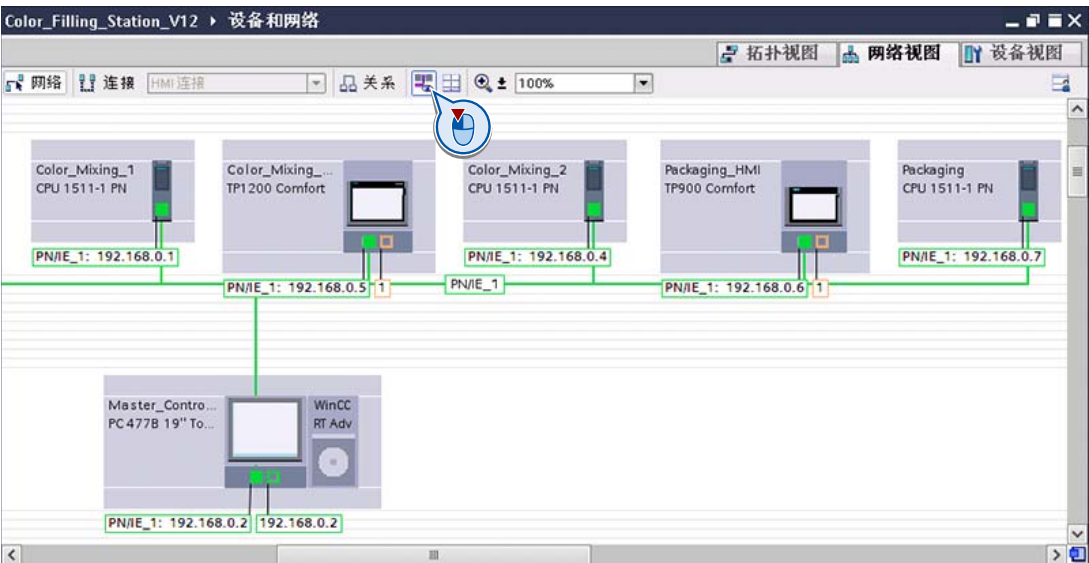 Color_Filling_Station_V12 ▸ 设备和网络
拓扑视图 网络视图 设备视图
网络 连接 HMI连接 关系 100%
Color_Mixing_1
CPU 1511-1 PN
Color_Mixing_...
TP1200 Comfort
Color_Mixing_2
CPU 1511-1 PN
Packaging_HMI
TP900 Comfort
Packaging
CPU 1511-1 PN
PN/IE_1: 192.168.0.1
PN/IE_1: 192.168.0.4
PN/IE_1: 192.168.0.7
PN/IE_1: 192.168.0.5 1
PN/IE_1
PN/IE_1: 192.168.0.6 1
Master_Contro...
PC 477B 19" To...
WinCC
RT Adv
PN/IE_1: 192.168.0.2 192.168.0.2